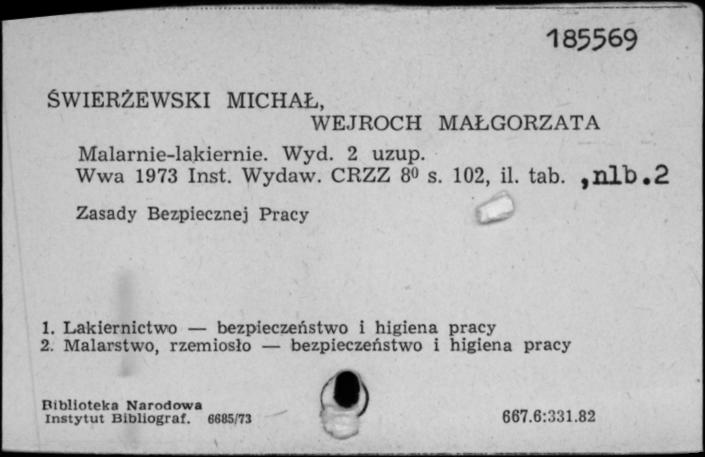 185569
ŚWIERŻEWSKI MICHAŁ,
WEJROCH MAŁGORZATA
Malarnie-lakiernie. Wyd. 2 uzup.
Wwa 1973 Inst. Wydaw. CRZZ 8⁰ s. 102, il. tab. ,nlb.2
Zasady Bezpiecznej Pracy
1. Lakiernictwo — bezpieczeństwo i higiena pracy
2. Malarstwo, rzemiosło — bezpieczeństwo i higiena pracy
Biblioteka Narodowa
Instytut Bibliograf. 6685/73
667.6:331.82